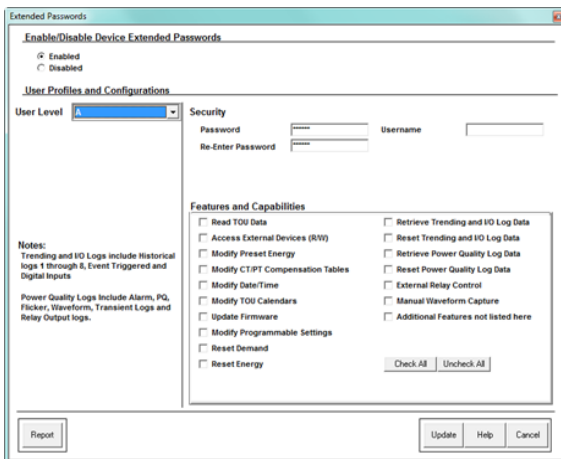 Extended Passwords
Enable/Disable Device Extended Passwords
Enabled
Disabled
User Profiles and Configurations
User Level A
Security
Password ****** Username
Re-Enter Password ******
Features and Capabilities
Read TOU Data
Access External Devices (R/W)
Modify Preset Energy
Modify CT/PT Compensation Tables
Modify Date/Time
Modify TOU Calendars
Update Firmware
Modify Programmable Settings
Reset Demand
Reset Energy
Retrieve Trending and I/O Log Data
Reset Trending and I/O Log Data
Retrieve Power Quality Log Data
Reset Power Quality Log Data
External Relay Control
Manual Waveform Capture
Additional Features not listed here
Check All Uncheck All
Notes:
Trending and I/O Logs include Historical
logs 1 through 8, Event Triggered and
Digital Inputs
Power Quality Logs Include Alarm, PQ,
Flicker, Waveform, Transient Logs and
Relay Output logs.
Report
Update Help Cancel